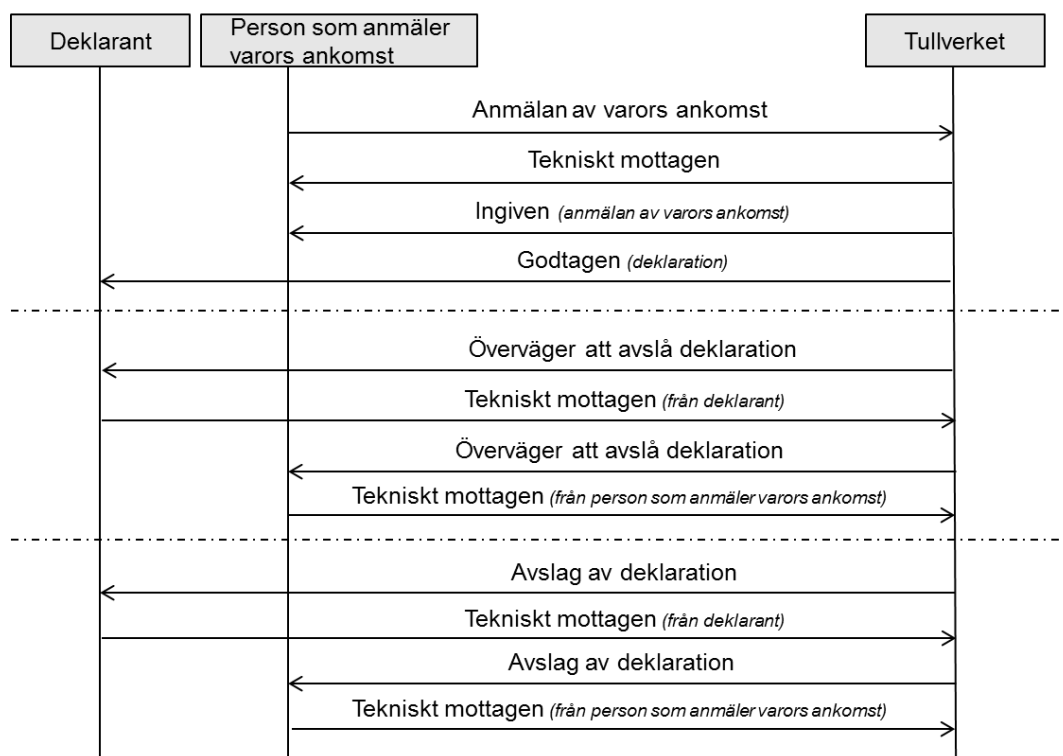 Deklarant
Person som anmäler
varors ankomst
Tullverket
Anmälan av varors ankomst
Tekniskt mottagen
Ingiven (anmälan av varors ankomst)
Godtagen (deklaration)
Överväger att avslå deklaration
Tekniskt mottagen (från deklarant)
Överväger att avslå deklaration
Tekniskt mottagen (från person som anmäler varors ankomst)
Avslag av deklaration
Tekniskt mottagen (från deklarant)
Avslag av deklaration
Tekniskt mottagen (från person som anmäler varors ankomst)